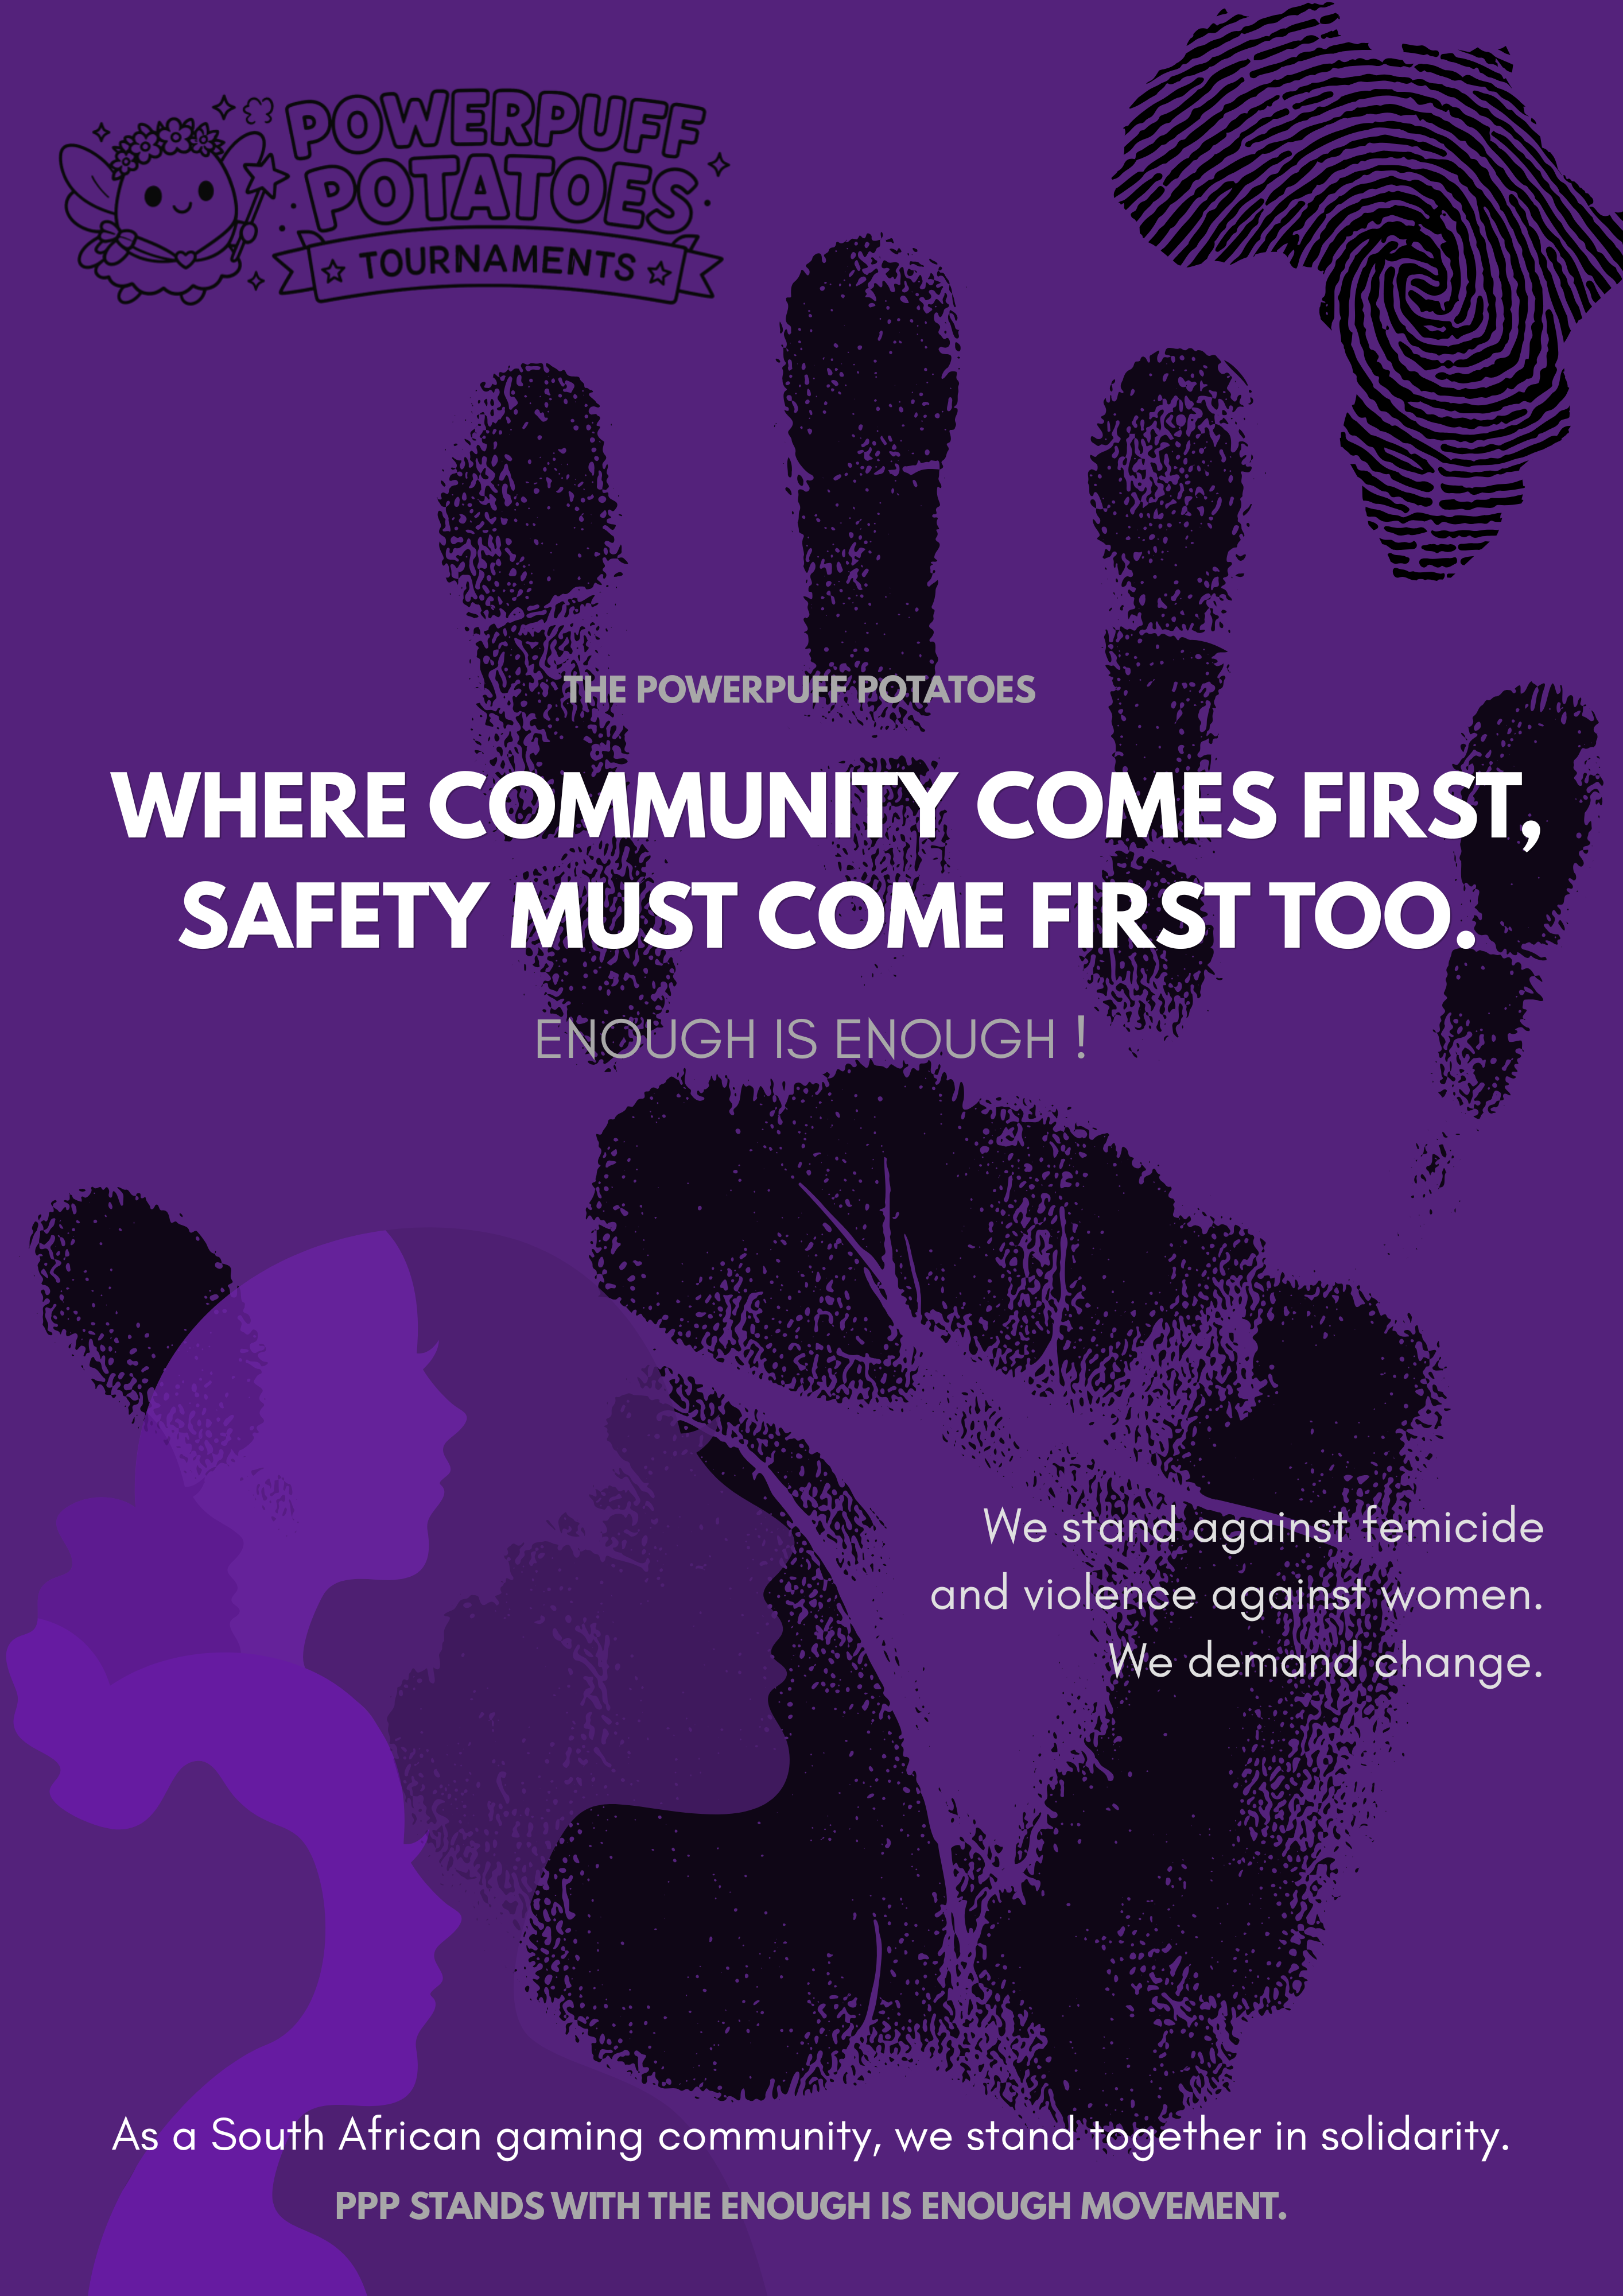 POWERPUFF
POTATOES
TOURNAMENTS
THE POWERPUFF POTATOES
WHERE COMMUNITY COMES FIRST,
SAFETY MUST COME FIRST TOO.
ENOUGH IS ENOUGH !
We stand against femicide
and violence against women.
We demand change.
As a South African gaming community, we stand together in solidarity.
PPP STANDS WITH THE ENOUGH IS ENOUGH MOVEMENT.